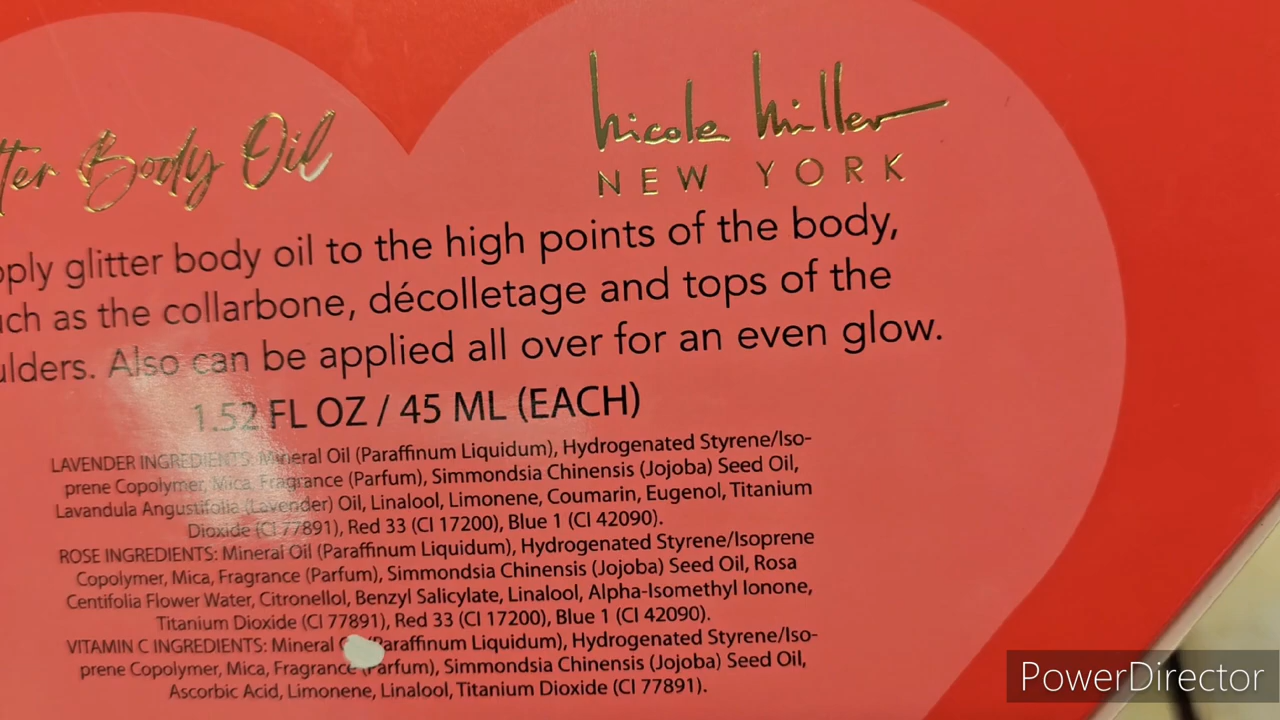 Nicole Miller
NEW YORK
Body Oil
glitter body oil to the high points of the body,
as the collarbone, décolletage and tops of the
Also can be applied all over for an even glow.
1.52 FL OZ / 45 ML (EACH)
LAVENDER INGREDIENTS: Mineral Oil (Paraffinum Liquidum), Hydrogenated Styrene/Iso-
prene Copolymer, Mica, Fragrance (Parfum), Simmondsia Chinensis (Jojoba) Seed Oil,
Lavandula Angustifolia (Lavender) Oil, Linalool, Limonene, Coumarin, Eugenol, Titanium
Dioxide (CI 77891), Red 33 (CI 17200), Blue 1 (CI 42090).
ROSE INGREDIENTS: Mineral Oil (Paraffinum Liquidum), Hydrogenated Styrene/Isoprene
Copolymer, Mica, Fragrance (Parfum), Simmondsia Chinensis (Jojoba) Seed Oil, Rosa
Centifolia Flower Water, Citronellol, Benzyl Salicylate, Linalool, Alpha-Isomethyl Ionone,
Titanium Dioxide (CI 77891), Red 33 (CI 17200), Blue 1 (CI 42090).
VITAMIN C INGREDIENTS: Mineral (Paraffinum Liquidum), Hydrogenated Styrene/Iso-
prene Copolymer, Mica, Fragrance (Parfum), Simmondsia Chinensis (Jojoba) Seed Oil,
Ascorbic Acid, Limonene, Linalool, Titanium Dioxide (CI 77891).
PowerDirector